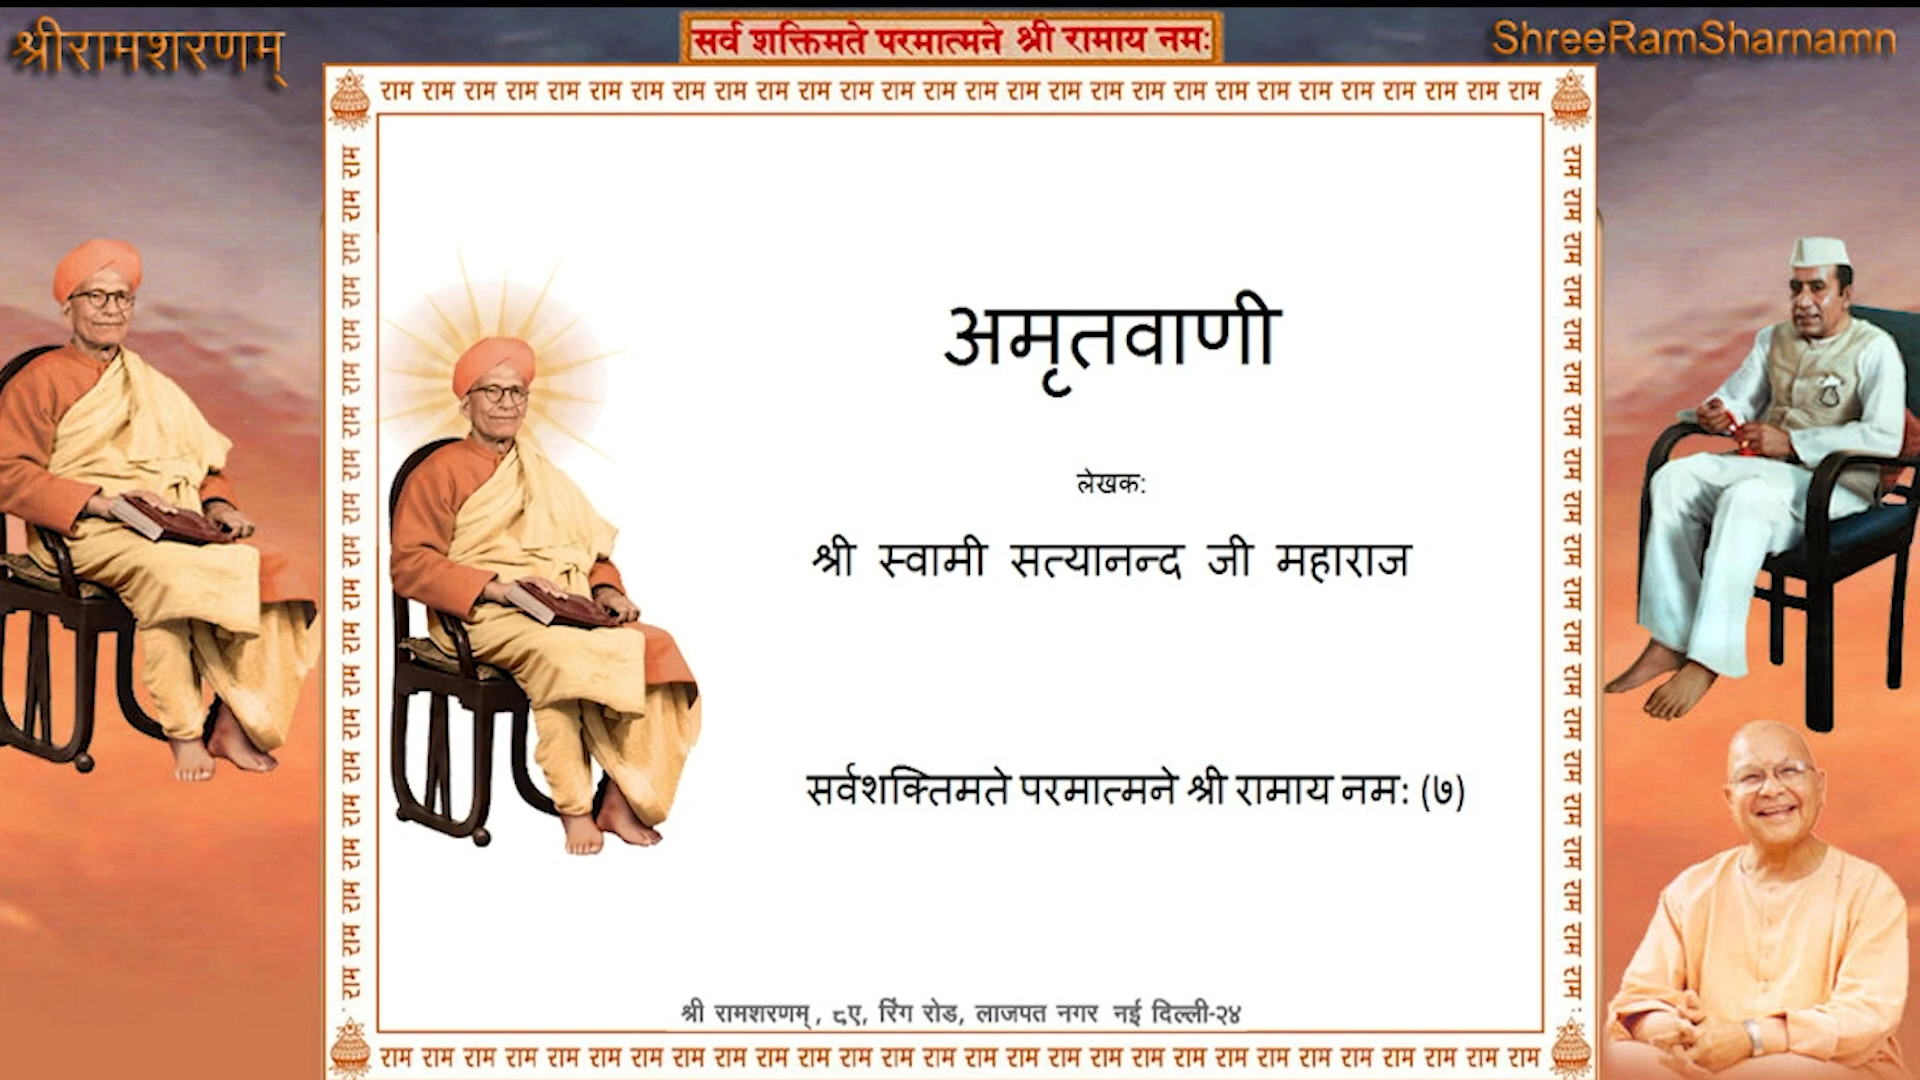 श्रीरामशरणम्
सर्व शक्तिमते परमात्मने श्री रामाय नमः
ShreeRamSharnamn
राम राम राम राम राम राम राम राम राम राम राम राम राम राम राम राम राम राम राम राम राम राम राम राम राम राम राम राम
राम राम राम राम राम राम राम राम राम राम राम राम राम राम राम राम राम राम राम राम
अमृतवाणी
लेखक:
श्री स्वामी सत्यानन्द जी महाराज
सर्वशक्तिमते परमात्मने श्री रामाय नमः (७)
श्री रामशरणम् , ८ए, रिंग रोड, लाजपत नगर नई दिल्ली-२४
राम राम राम राम राम राम राम राम राम राम राम राम राम राम राम राम राम राम राम राम
राम राम राम राम राम राम राम राम राम राम राम राम राम राम राम राम राम राम राम राम राम राम राम राम राम राम राम राम